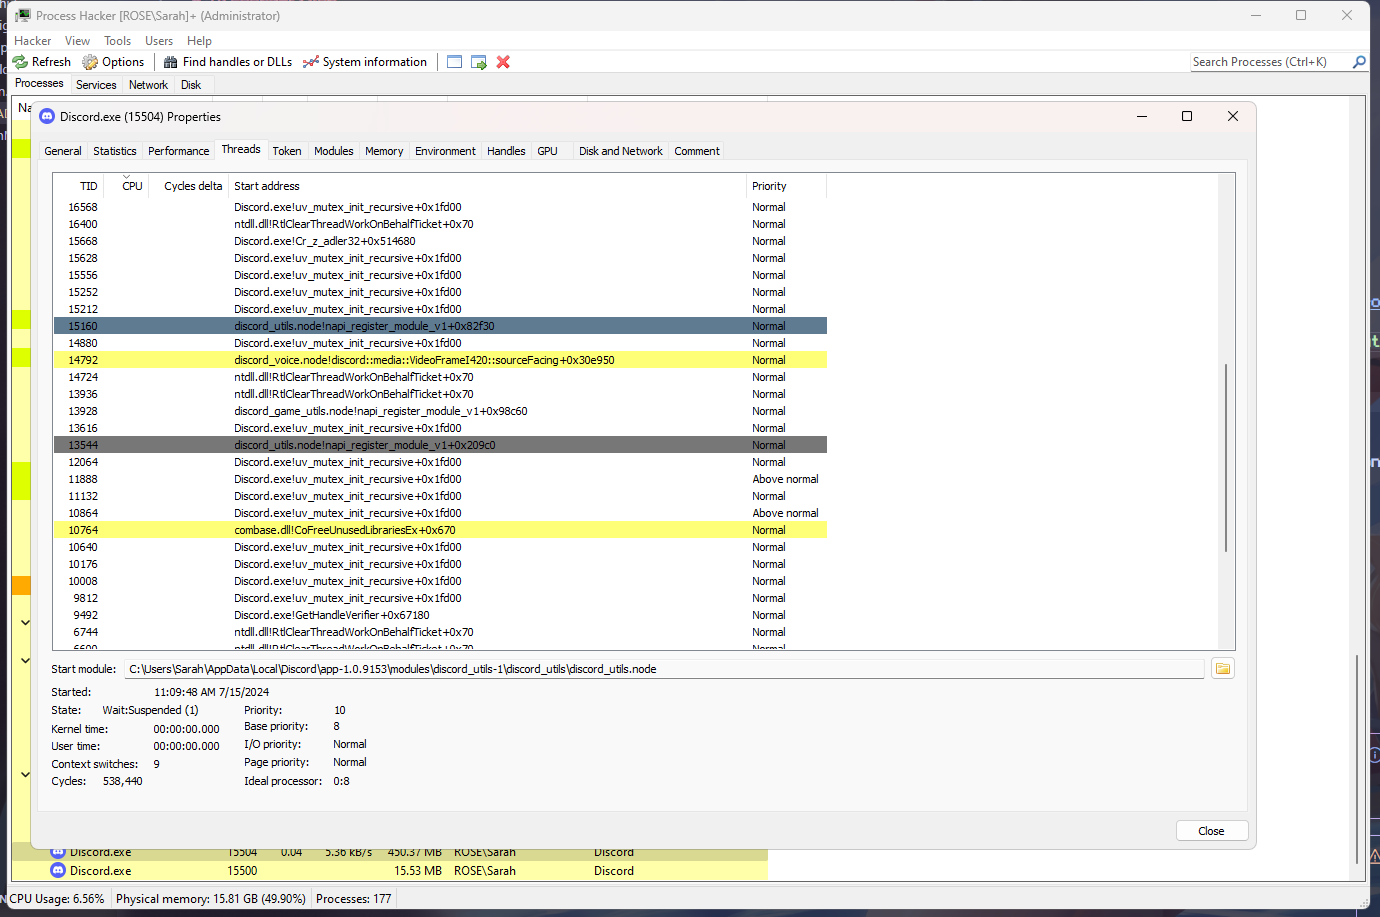 Process Hacker [ROSE\Sarah]+ (Administrator)
Hacker View Tools Users Help
Refresh Options Find handles or DLLs System information Search Processes (Ctrl+K)
Processes Services Network Disk
Na
Discord.exe (15504) Properties
General Statistics Performance Threads Token Modules Memory Environment Handles GPU Disk and Network Comment
TID CPU Cycles delta Start address Priority
16568 Discord.exe!uv_mutex_init_recursive+0x1fd00 Normal
16400 ntdll.dll!RtlClearThreadWorkOnBehalfTicket+0x70 Normal
15668 Discord.exe!Cr_z_adler32+0x514680 Normal
15628 Discord.exe!uv_mutex_init_recursive+0x1fd00 Normal
15556 Discord.exe!uv_mutex_init_recursive+0x1fd00 Normal
15252 Discord.exe!uv_mutex_init_recursive+0x1fd00 Normal
15212 Discord.exe!uv_mutex_init_recursive+0x1fd00 Normal
15160 discord_utils.node!napi_register_module_v1+0x82f30 Normal
14880 Discord.exe!uv_mutex_init_recursive+0x1fd00 Normal
14792 discord_voice.node!discord::media::VideoFrameI420::sourceFacing+0x30e950 Normal
14724 ntdll.dll!RtlClearThreadWorkOnBehalfTicket+0x70 Normal
13936 ntdll.dll!RtlClearThreadWorkOnBehalfTicket+0x70 Normal
13928 discord_game_utils.node!napi_register_module_v1+0x98c60 Normal
13616 Discord.exe!uv_mutex_init_recursive+0x1fd00 Normal
13544 discord_utils.node!napi_register_module_v1+0x209c0 Normal
12064 Discord.exe!uv_mutex_init_recursive+0x1fd00 Normal
11888 Discord.exe!uv_mutex_init_recursive+0x1fd00 Above normal
11132 Discord.exe!uv_mutex_init_recursive+0x1fd00 Normal
10864 Discord.exe!uv_mutex_init_recursive+0x1fd00 Above normal
10764 combase.dll!CoFreeUnusedLibrariesEx+0x670 Normal
10640 Discord.exe!uv_mutex_init_recursive+0x1fd00 Normal
10176 Discord.exe!uv_mutex_init_recursive+0x1fd00 Normal
10008 Discord.exe!uv_mutex_init_recursive+0x1fd00 Normal
9812 Discord.exe!uv_mutex_init_recursive+0x1fd00 Normal
9492 Discord.exe!GetHandleVerifier+0x67180 Normal
6744 ntdll.dll!RtlClearThreadWorkOnBehalfTicket+0x70 Normal
6600 ntdll.dll!RtlClearThreadWorkOnBehalfTicket+0x70 Normal
Start module: C:\Users\Sarah\AppData\Local\Discord\app-1.0.9153\modules\discord_utils-1\discord_utils\discord_utils.node
Started: 11:09:48 AM 7/15/2024
State: Wait:Suspended (1) Priority: 10
Kernel time: 00:00:00.000 Base priority: 8
User time: 00:00:00.000 I/O priority: Normal
Context switches: 9 Page priority: Normal
Cycles: 538,440 Ideal processor: 0:8
Close
Discord.exe 15504 0.04 5.36 kB/s 450.37 MB ROSE\Sarah Discord
Discord.exe 15500 15.53 MB ROSE\Sarah Discord
CPU Usage: 6.56% Physical memory: 15.81 GB (49.90%) Processes: 177